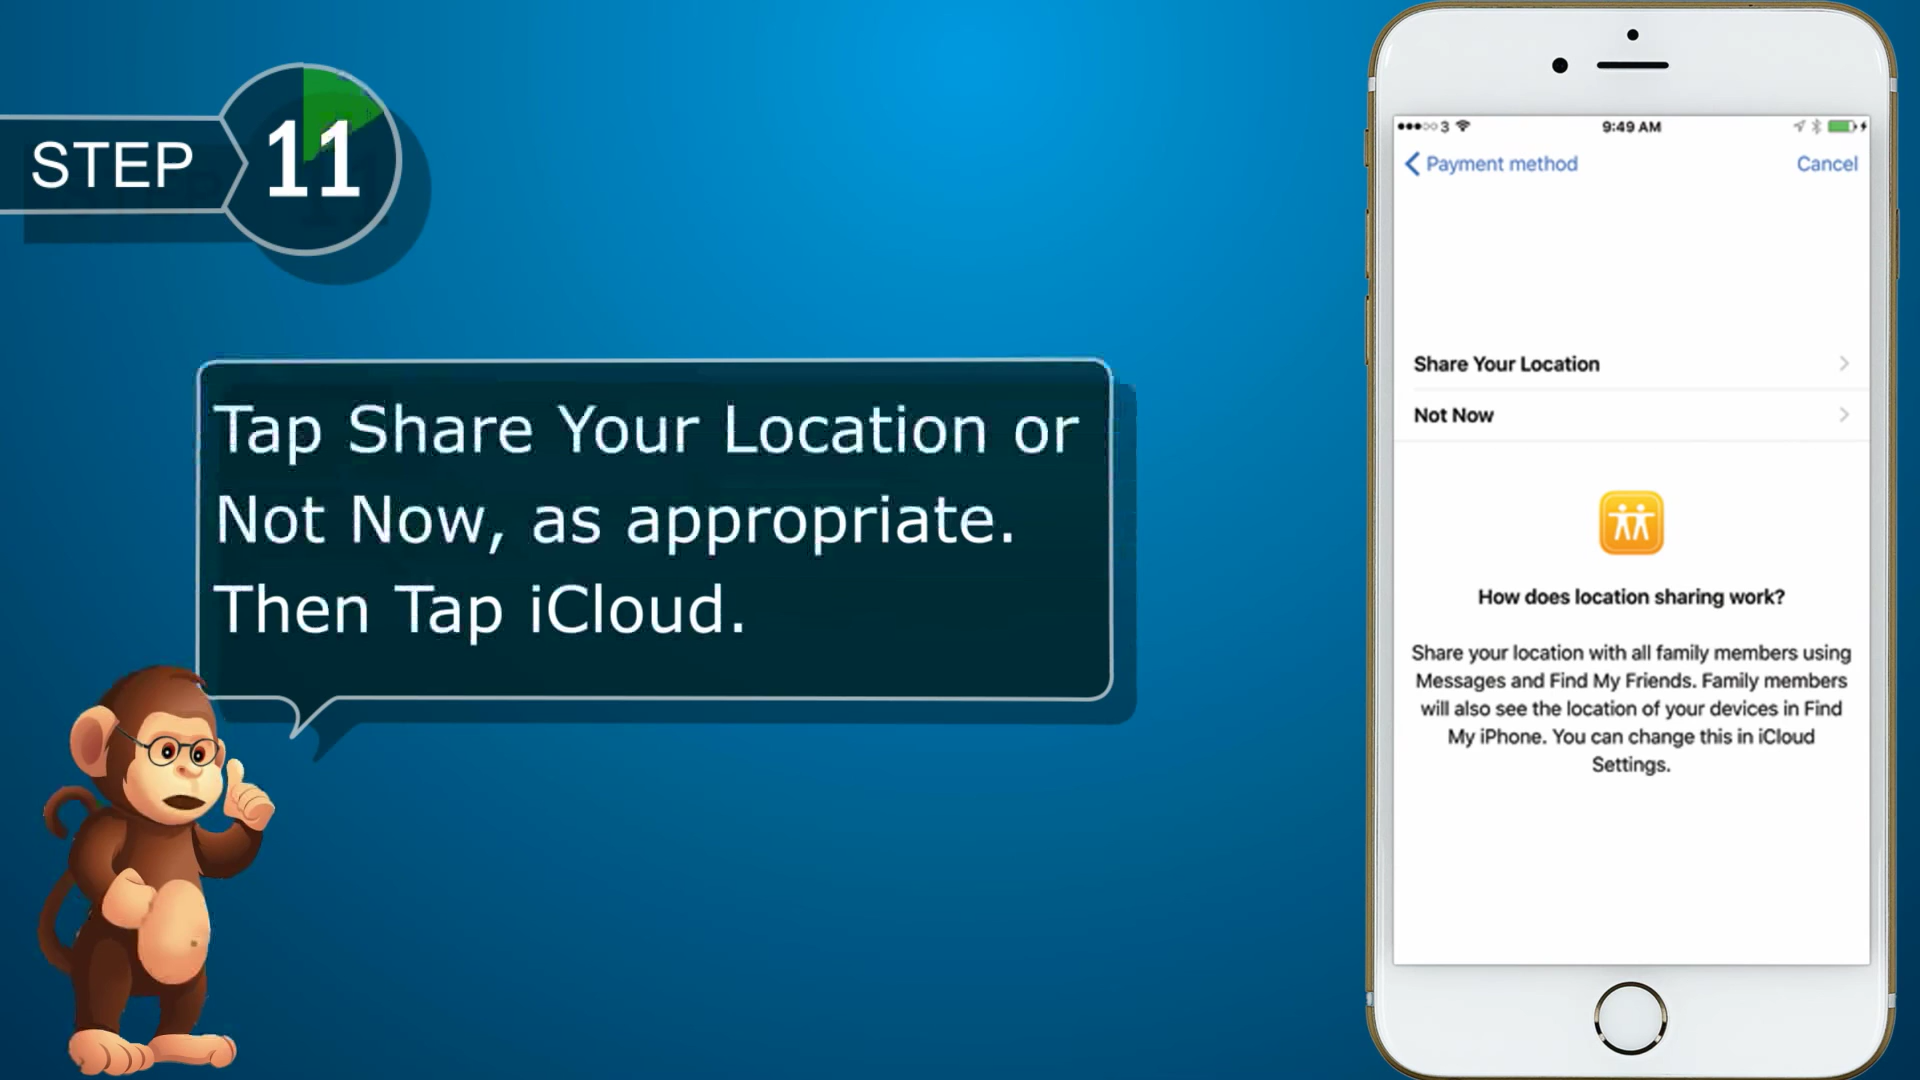 STEP 11
Tap Share Your Location or
Not Now, as appropriate.
Then Tap iCloud.
3 9:49 AM
Payment method Cancel
Share Your Location
Not Now
How does location sharing work?
Share your location with all family members using
Messages and Find My Friends. Family members
will also see the location of your devices in Find
My iPhone. You can change this in iCloud
Settings.